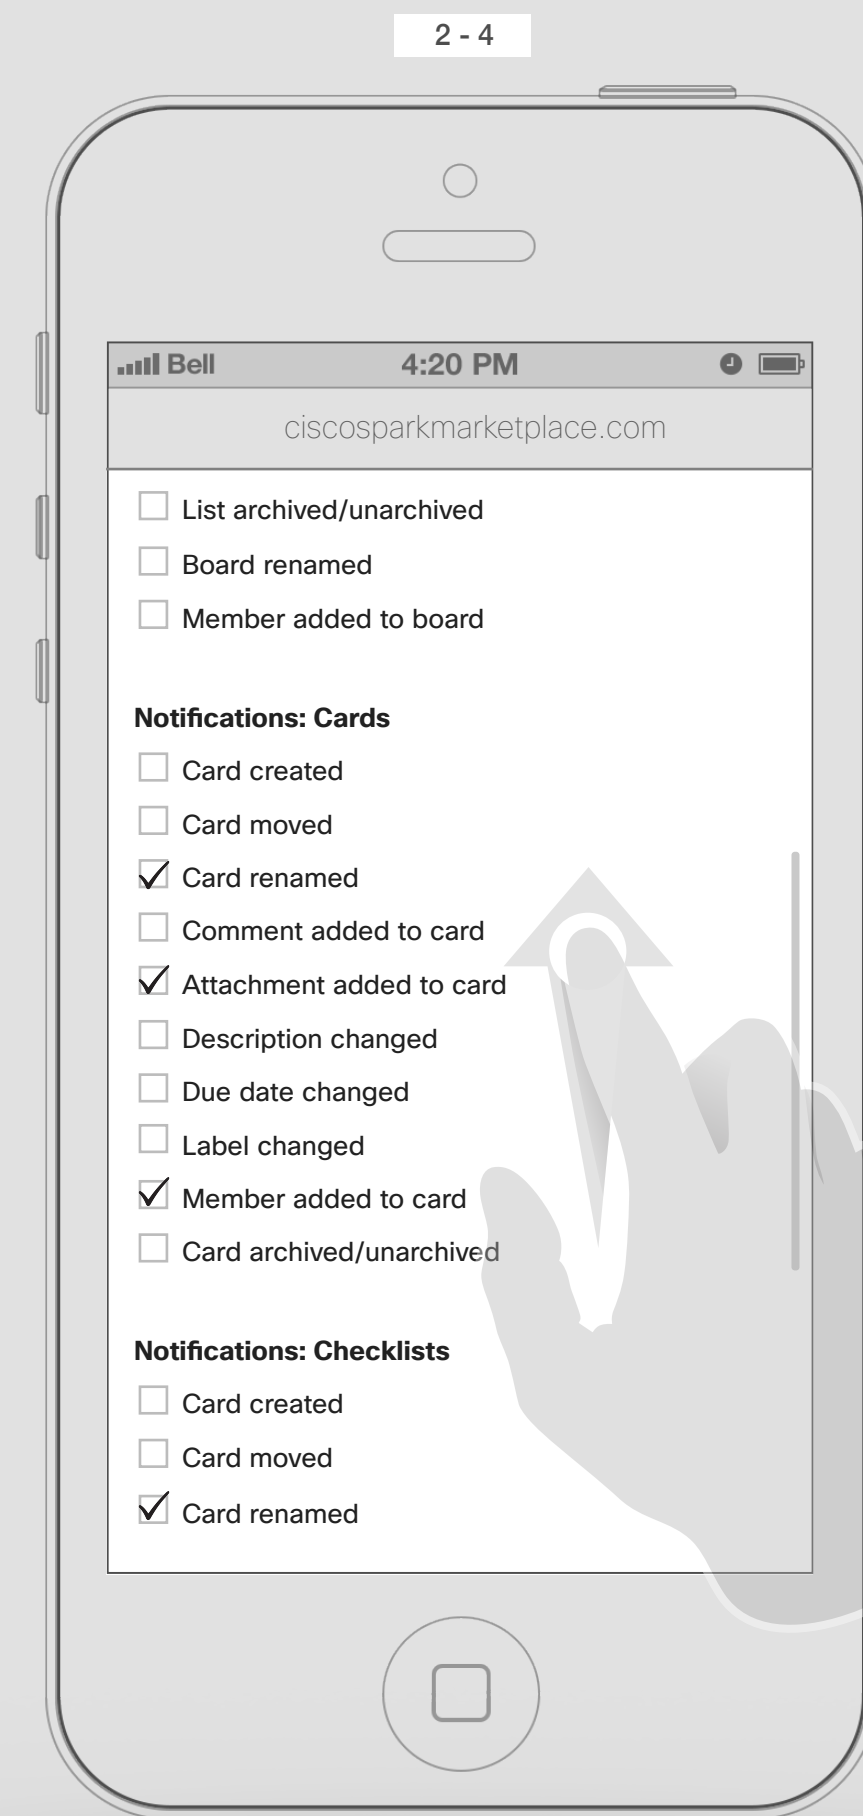 2 - 4
Bell 4:20 PM
ciscosparkmarketplace.com
List archived/unarchived
Board renamed
Member added to board
Notifications: Cards
Card created
Card moved
Card renamed
Comment added to card
Attachment added to card
Description changed
Due date changed
Label changed
Member added to card
Card archived/unarchived
Notifications: Checklists
Card created
Card moved
Card renamed